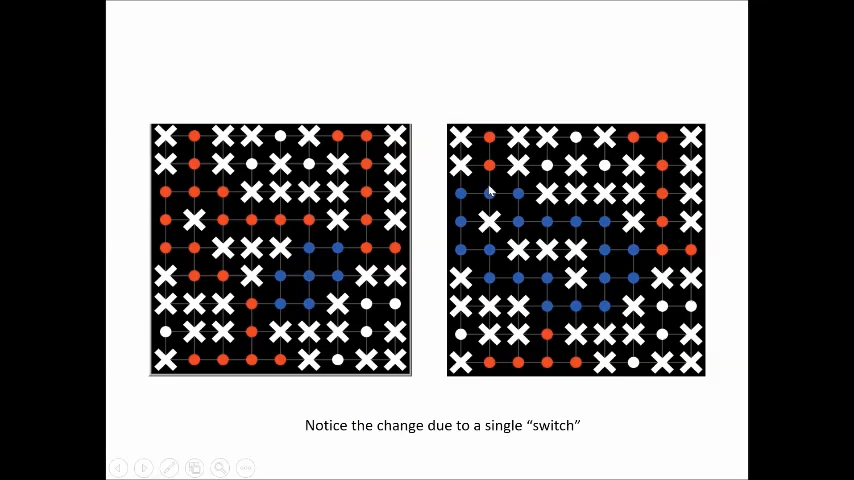 Notice the change due to a single “switch”